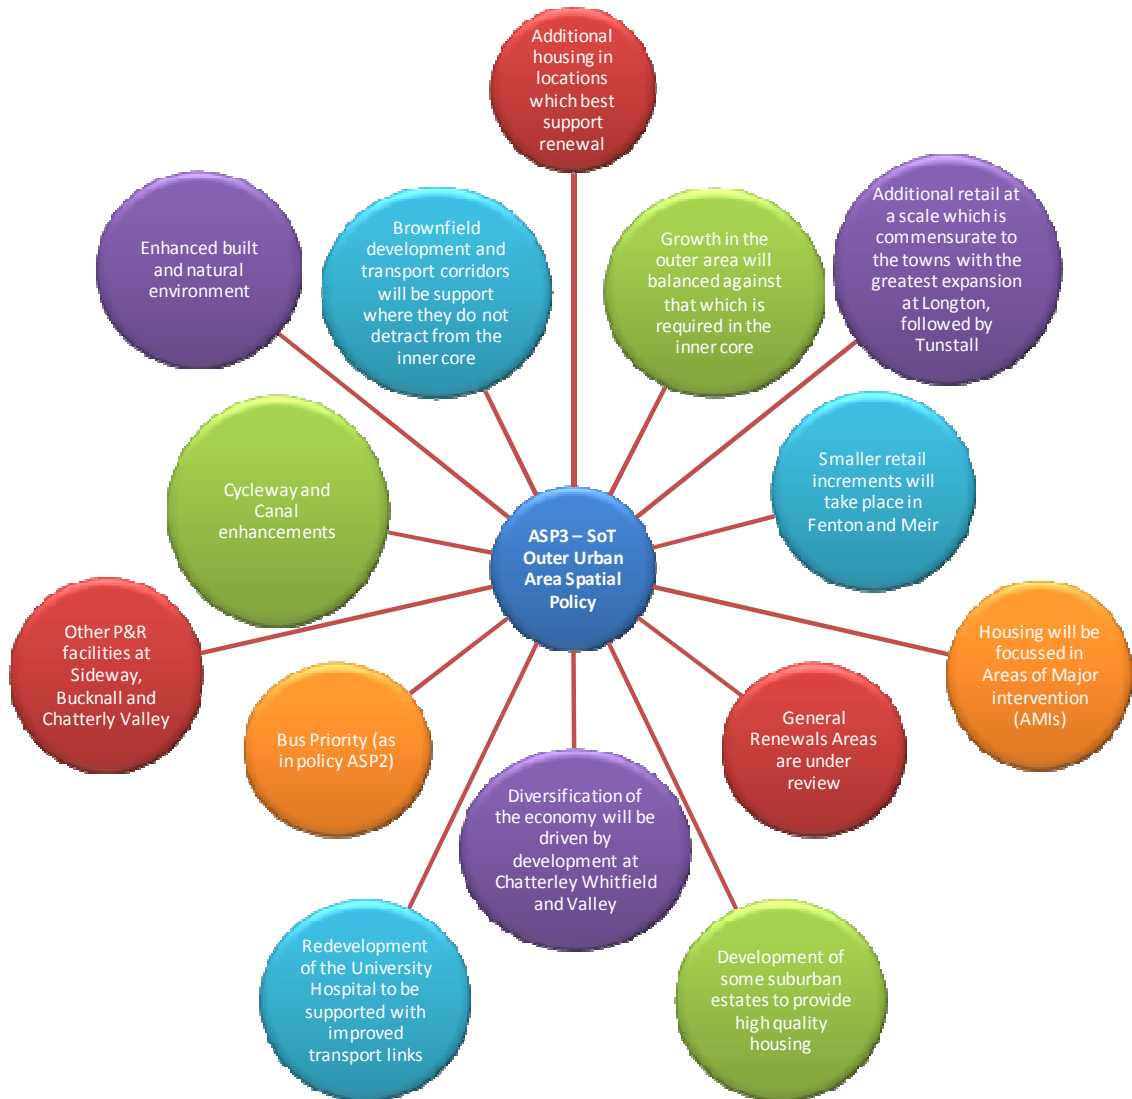 Additional
housing in
locations
which best
support
renewal
Additional retail at
a scale which is
commensurate to
the towns with the
greatest expansion
at Longton,
followed by
Tunstall
Growth in the
outer area will
balanced against
that which is
required in the
inner core
Brownfield
development and
transport corridors
will be support
where they do not
detract from the
inner core
Enhanced built
and natural
environment
Smaller retail
increments will
take place in
Fenton and Meir
Cycleway and
Canal
enhancements
ASP3 – SoT
Outer Urban
Area Spatial
Policy
Other P&R
facilities at
Sideway,
Bucknall and
Chatterly Valley
Housing will be
focussed in
Areas of Major
intervention
(AMIs)
Bus Priority (as
in policy ASP2)
General
Renewals Areas
are under
review
Diversification of
the economy will be
driven by
development at
Chatterley Whitfield
and Valley
Redevelopment
of the University
Hospital to be
supported with
improved
transport links
Development of
some suburban
estates to provide
high quality
housing